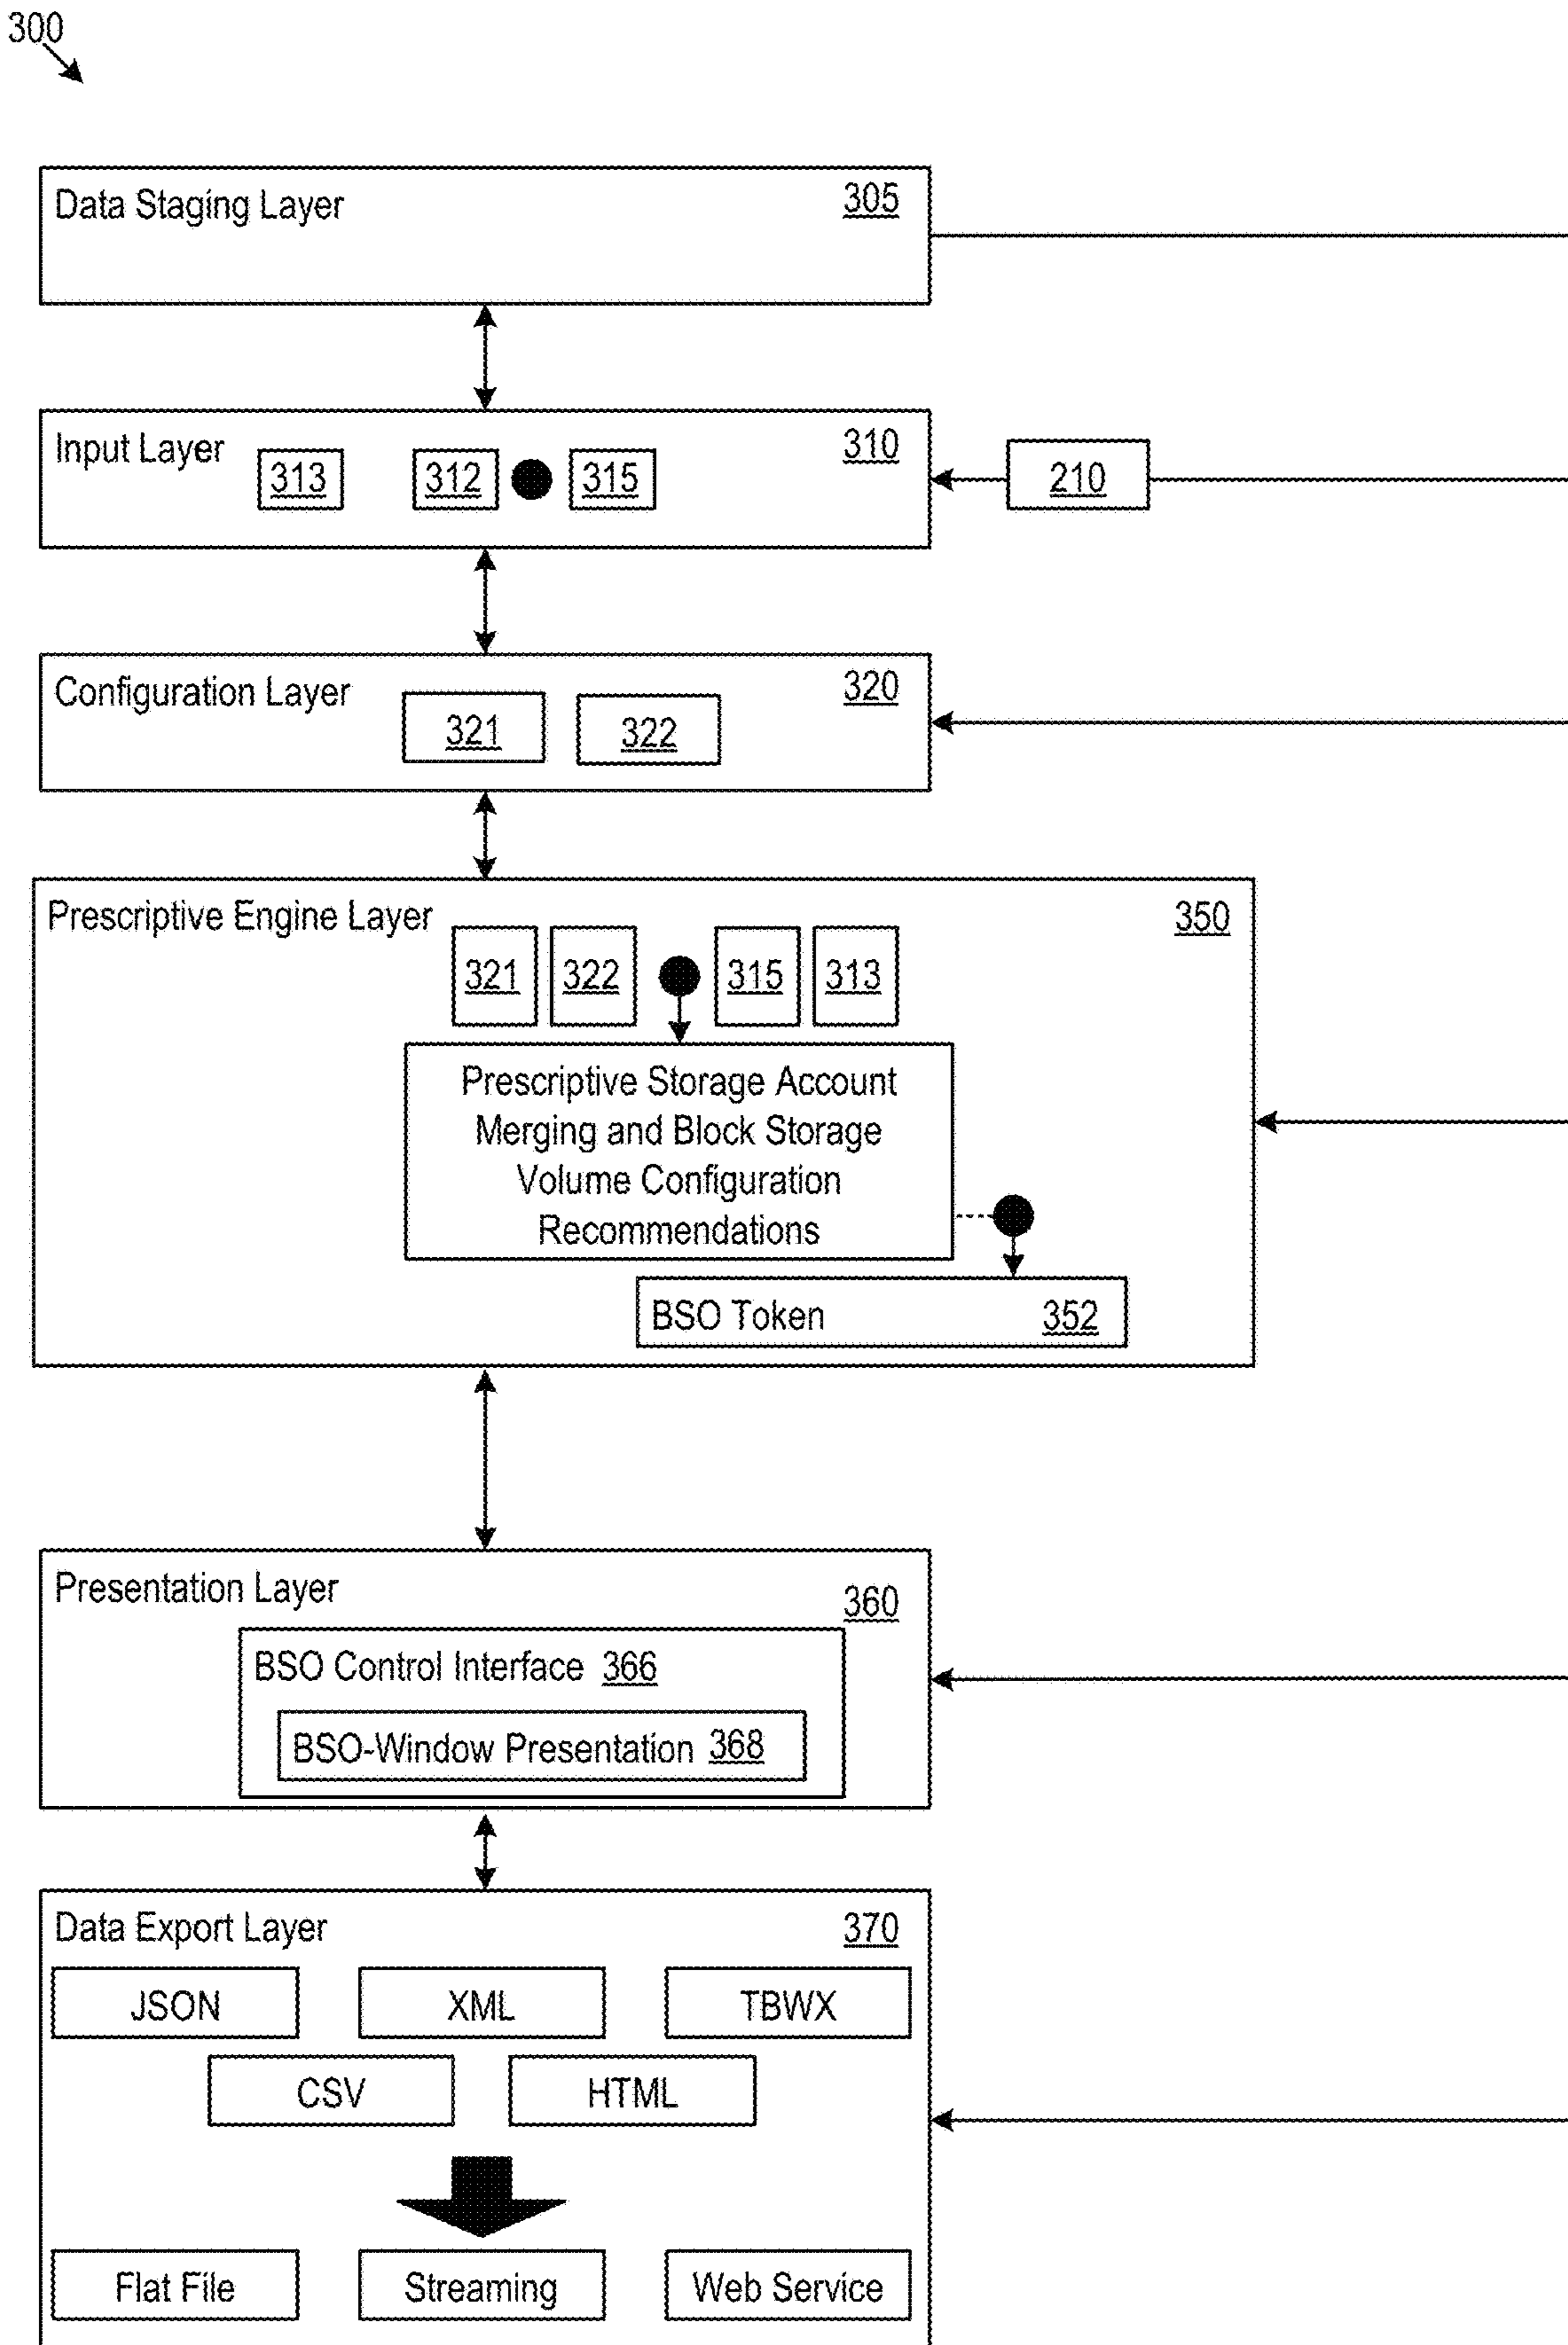 300
Data Staging Layer 305
Input Layer 313 312 315 310
210
Configuration Layer 321 322 320
Prescriptive Engine Layer 350
321 322 315 313
Prescriptive Storage Account
Merging and Block Storage
Volume Configuration
Recommendations
BSO Token 352
Presentation Layer 360
BSO Control Interface 366
BSO-Window Presentation 368
Data Export Layer 370
JSON XML TBWX
CSV HTML
Flat File Streaming Web Service